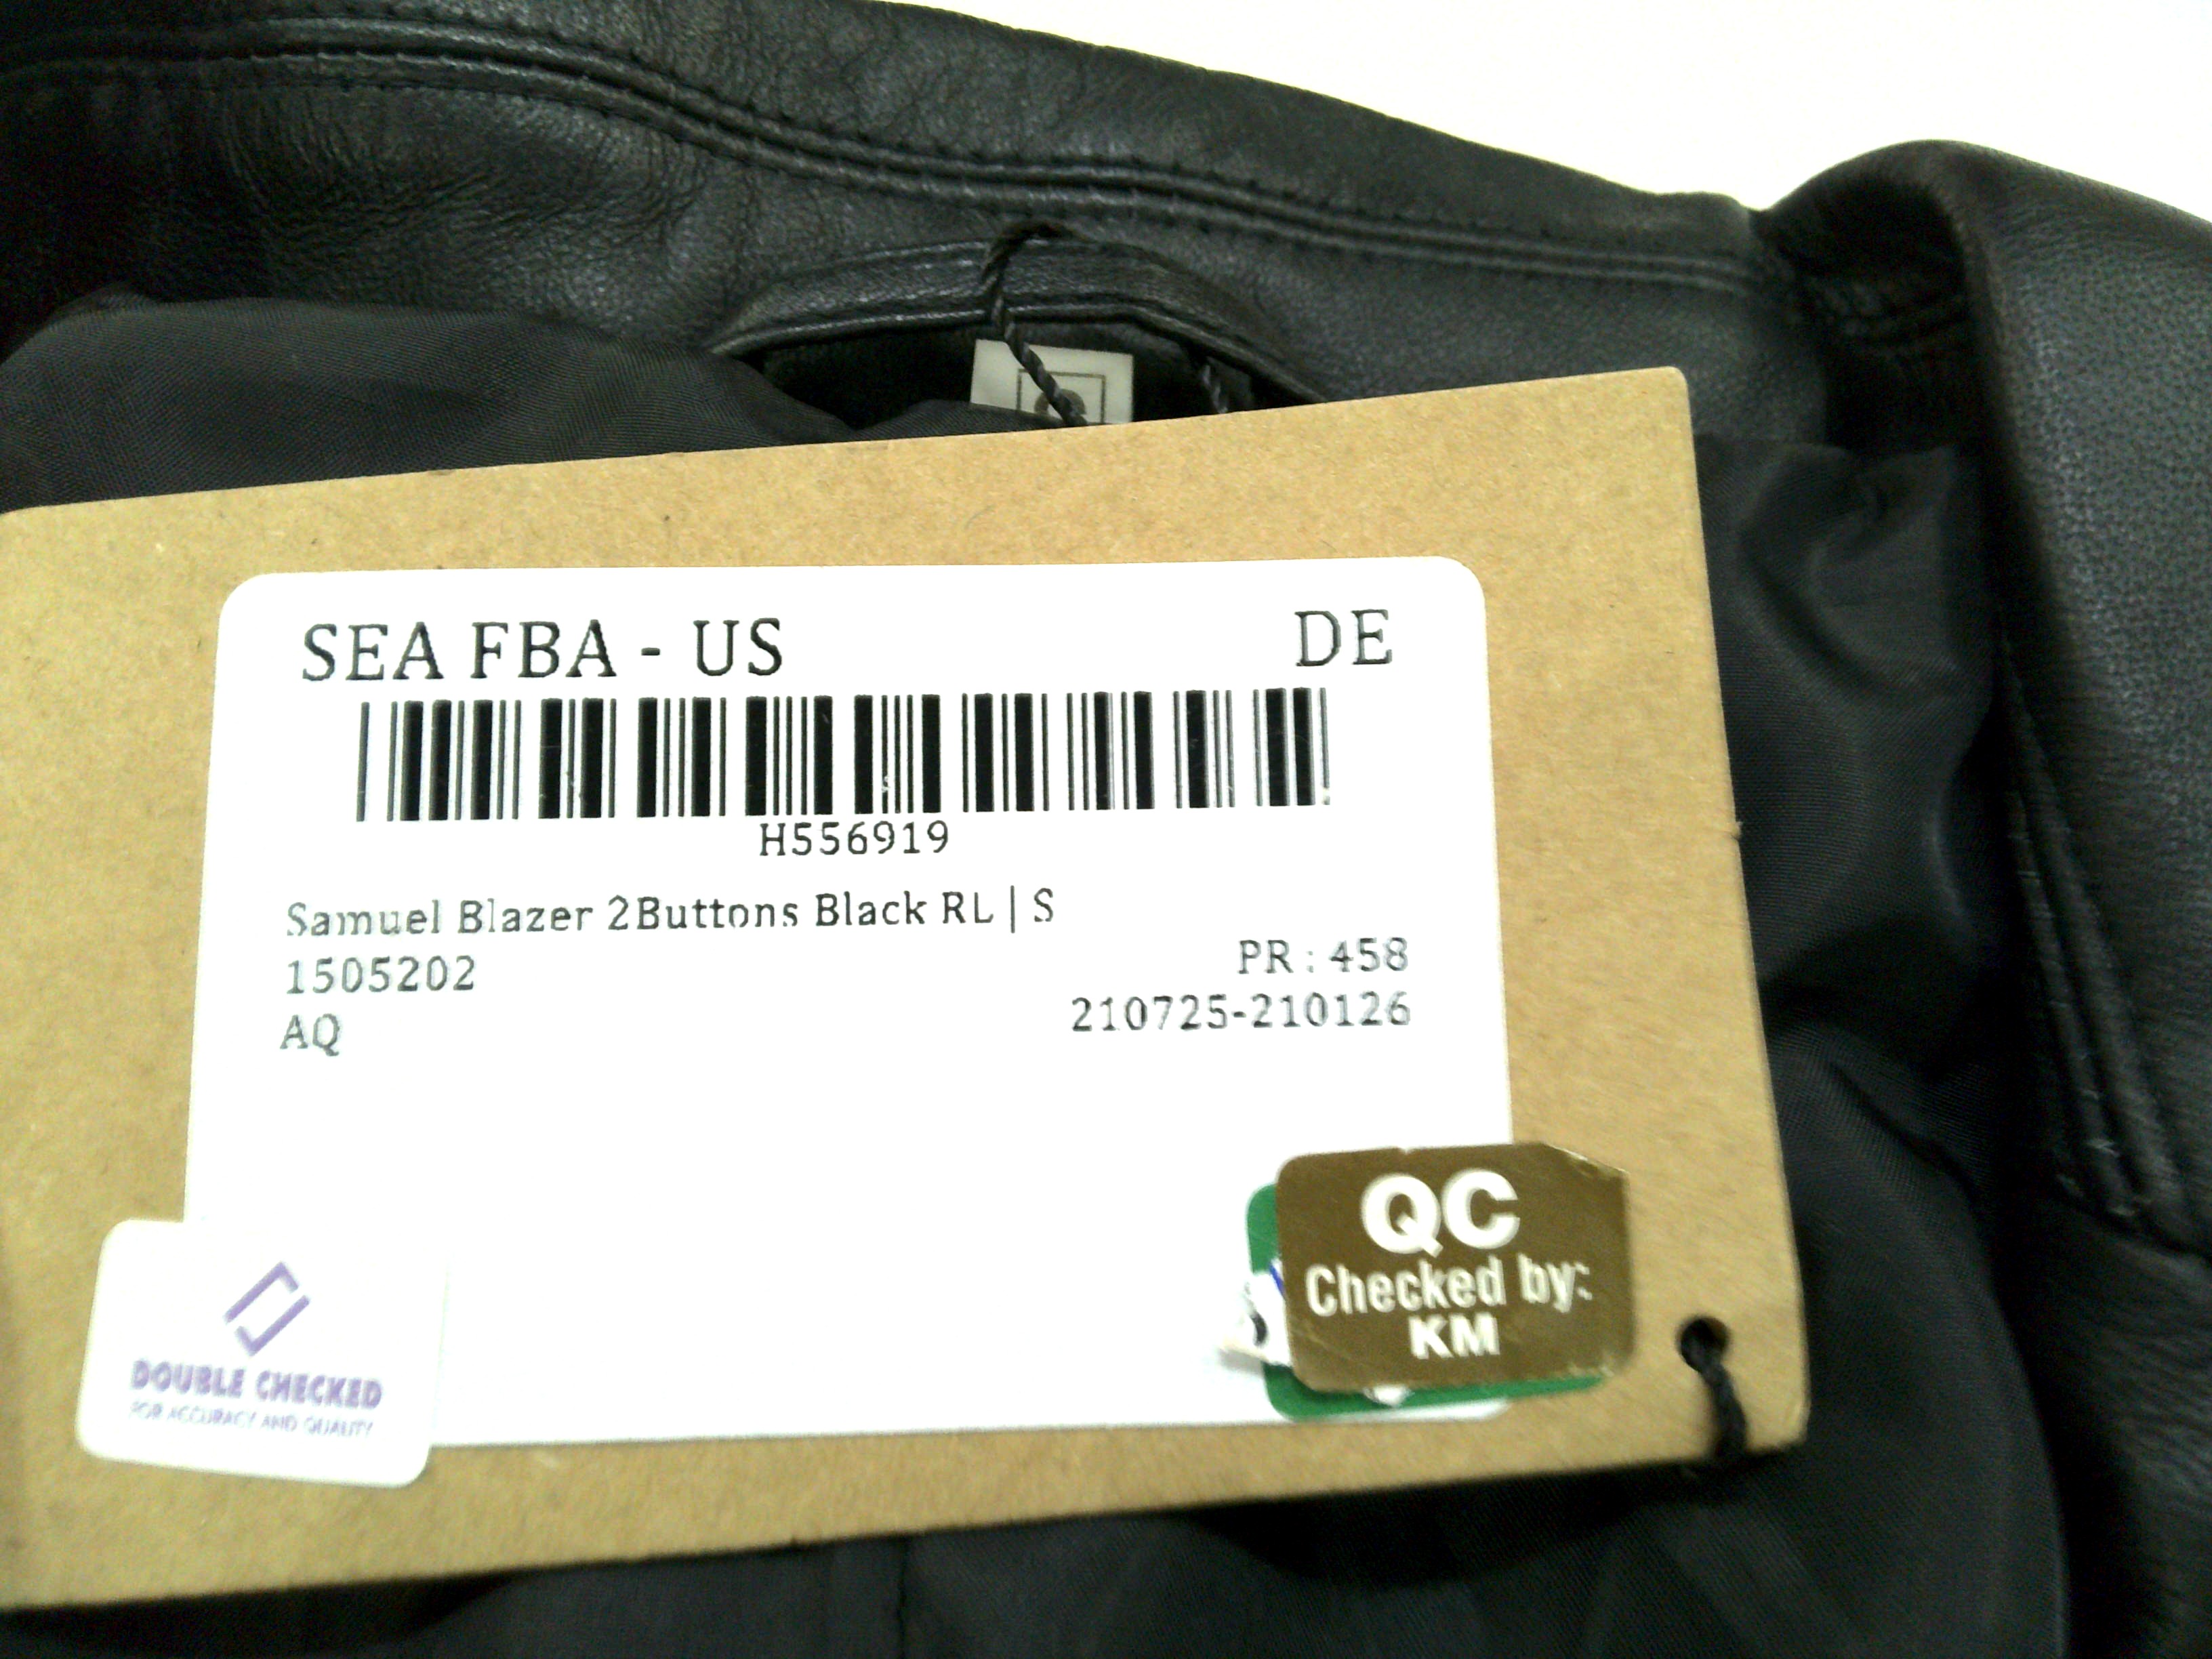 SEA FBA - US DE
H556919
Samuel Blazer 2Buttons Black RL | S
1505202 PR : 458
AQ 210725-210126
QC
Checked by:
KM
DOUBLE CHECKED
FOR ACCURACY AND QUALITY